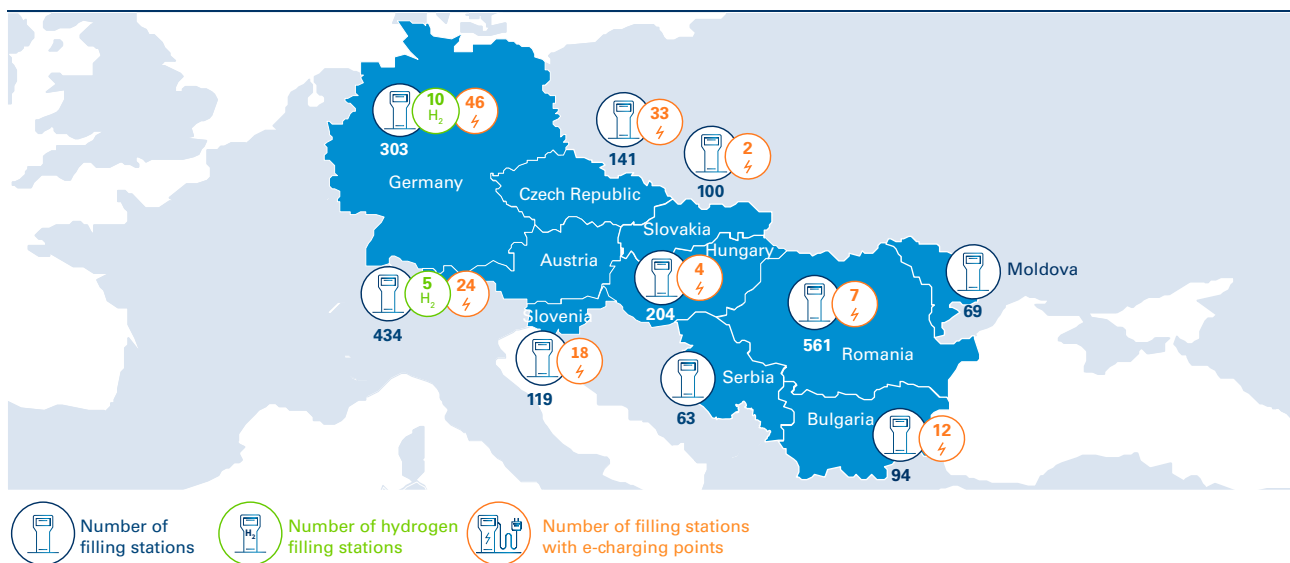 10
H₂
46
303
Germany
33
141
2
100
Czech Republic
Slovakia
Hungary
Austria
4
204
5
H₂
24
434
Slovenia
18
119
7
561
Romania
Moldova
69
Serbia
63
Bulgaria
12
94
Number of
filling stations
H₂
Number of hydrogen
filling stations
Number of filling stations
with e-charging points